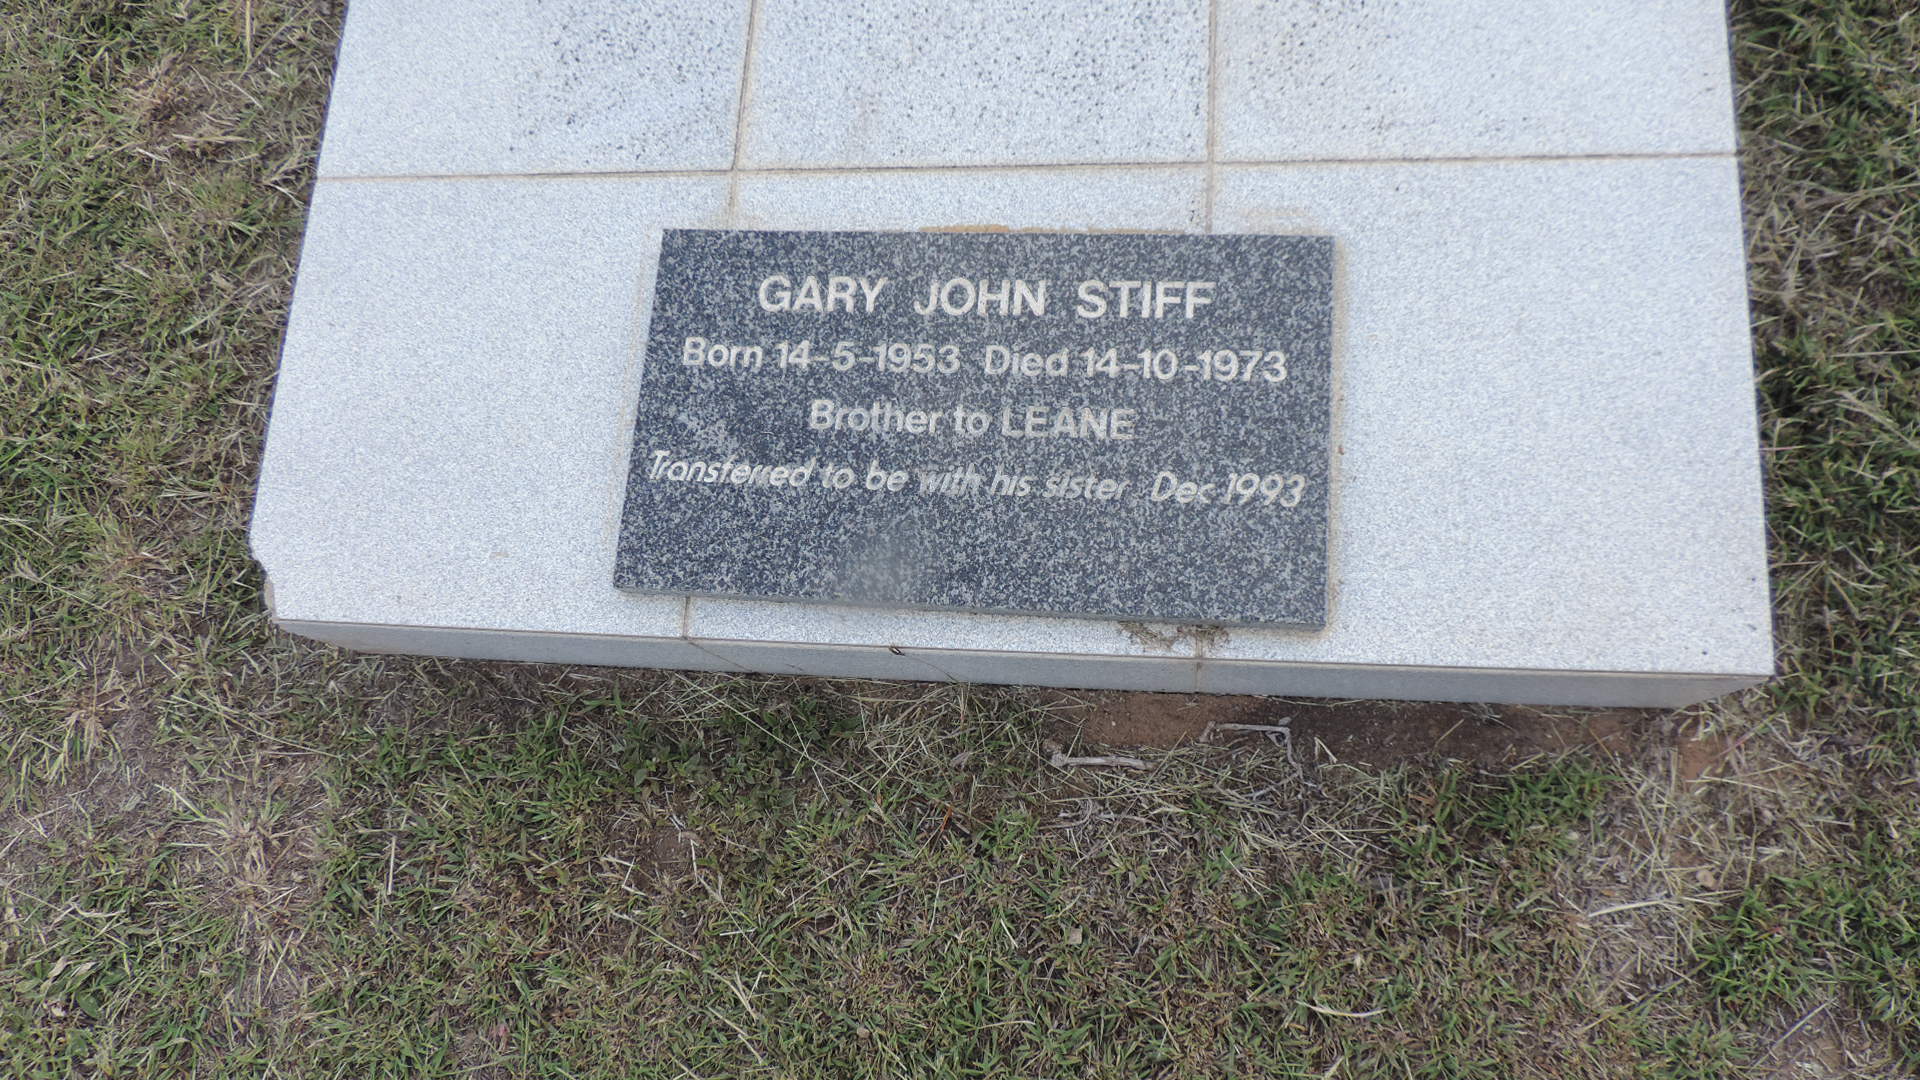 GARY JOHN STIFF
Born 14-5-1953 Died 14-10-1973
Brother to LEANE
Transferred to be with his sister Dec 1993